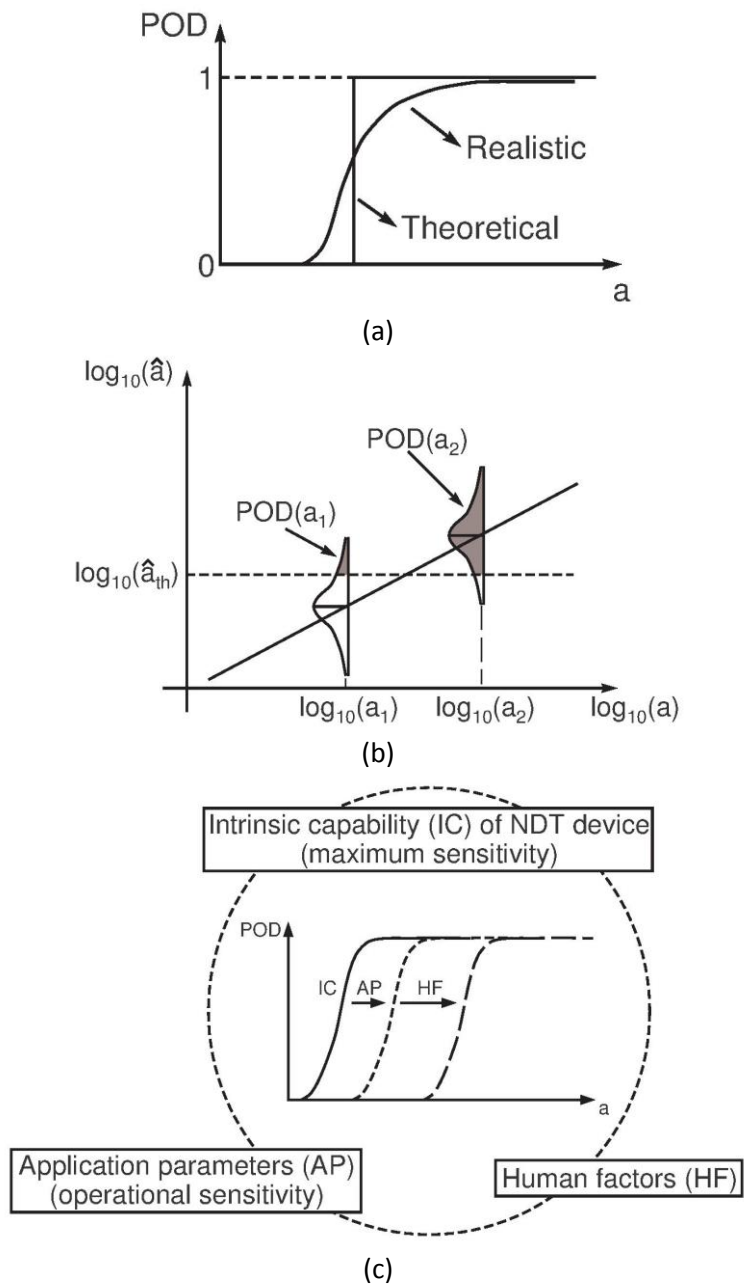 POD
1
Realistic
Theoretical
0
a
(a)
log₁₀(â)
POD(a₂)
POD(a₁)
log₁₀(âₜₕ)
log₁₀(a₁)
log₁₀(a₂)
log₁₀(a)
(b)
Intrinsic capability (IC) of NDT device
(maximum sensitivity)
POD
IC
AP
HF
a
Application parameters (AP)
(operational sensitivity)
Human factors (HF)
(c)